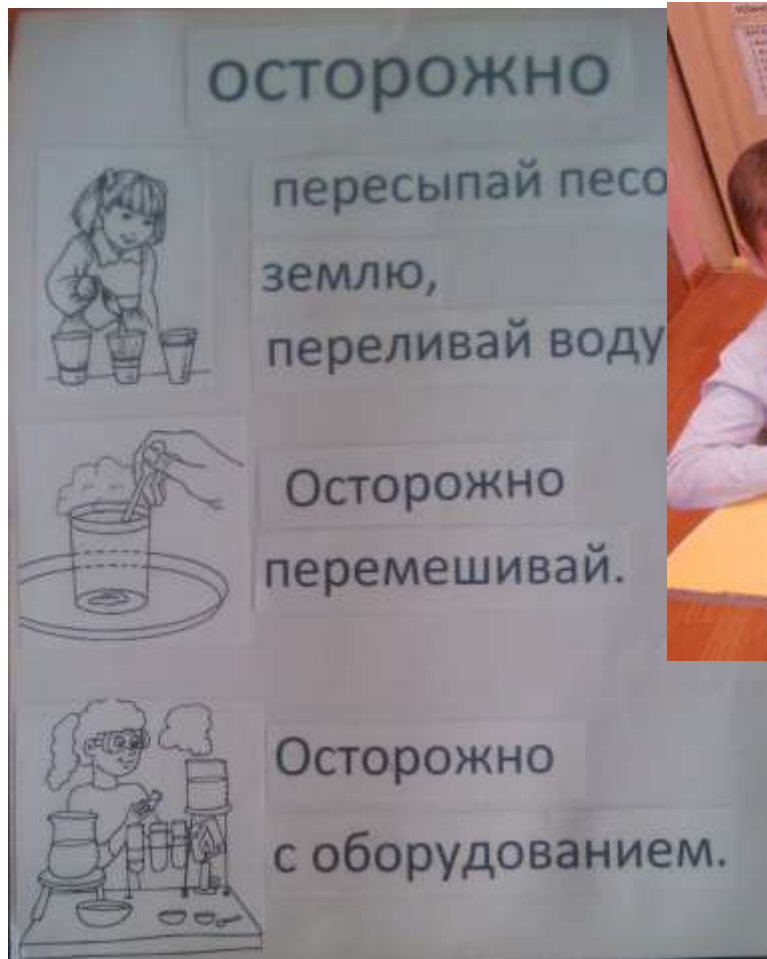 осторожно
пересыпай песо
землю,
переливай воду
Осторожно
перемешивай.
Осторожно
с оборудованием.